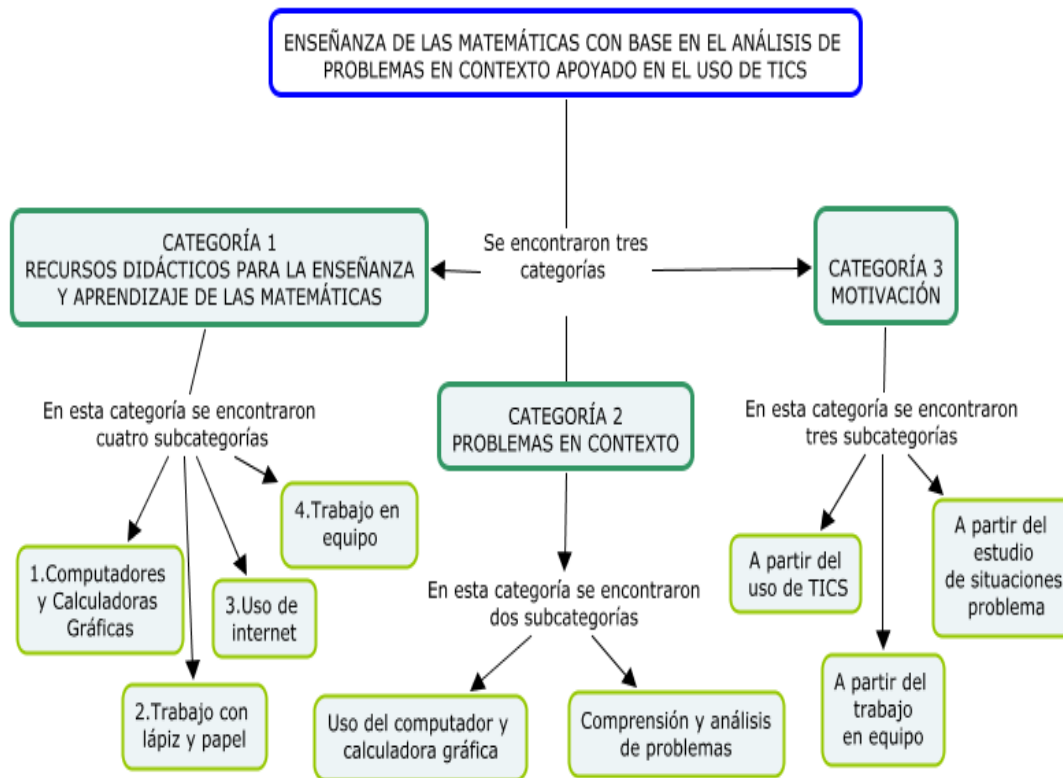 ENSEÑANZA DE LAS MATEMÁTICAS CON BASE EN EL ANÁLISIS DE
PROBLEMAS EN CONTEXTO APOYADO EN EL USO DE TICS
Se encontraron tres
categorías
CATEGORÍA 1
RECURSOS DIDÁCTICOS PARA LA ENSEÑANZA
Y APRENDIZAJE DE LAS MATEMÁTICAS
En esta categoría se encontraron
cuatro subcategorías
1.Computadores
y Calculadoras
Gráficas
2.Trabajo con
lápiz y papel
3.Uso de
internet
4.Trabajo en
equipo
CATEGORÍA 2
PROBLEMAS EN CONTEXTO
En esta categoría se encontraron
dos subcategorías
Uso del computador y
calculadora gráfica
Comprensión y análisis
de problemas
CATEGORÍA 3
MOTIVACIÓN
En esta categoría se encontraron
tres subcategorías
A partir del
uso de TICS
A partir del
trabajo
en equipo
A partir del
estudio
de situaciones
problema